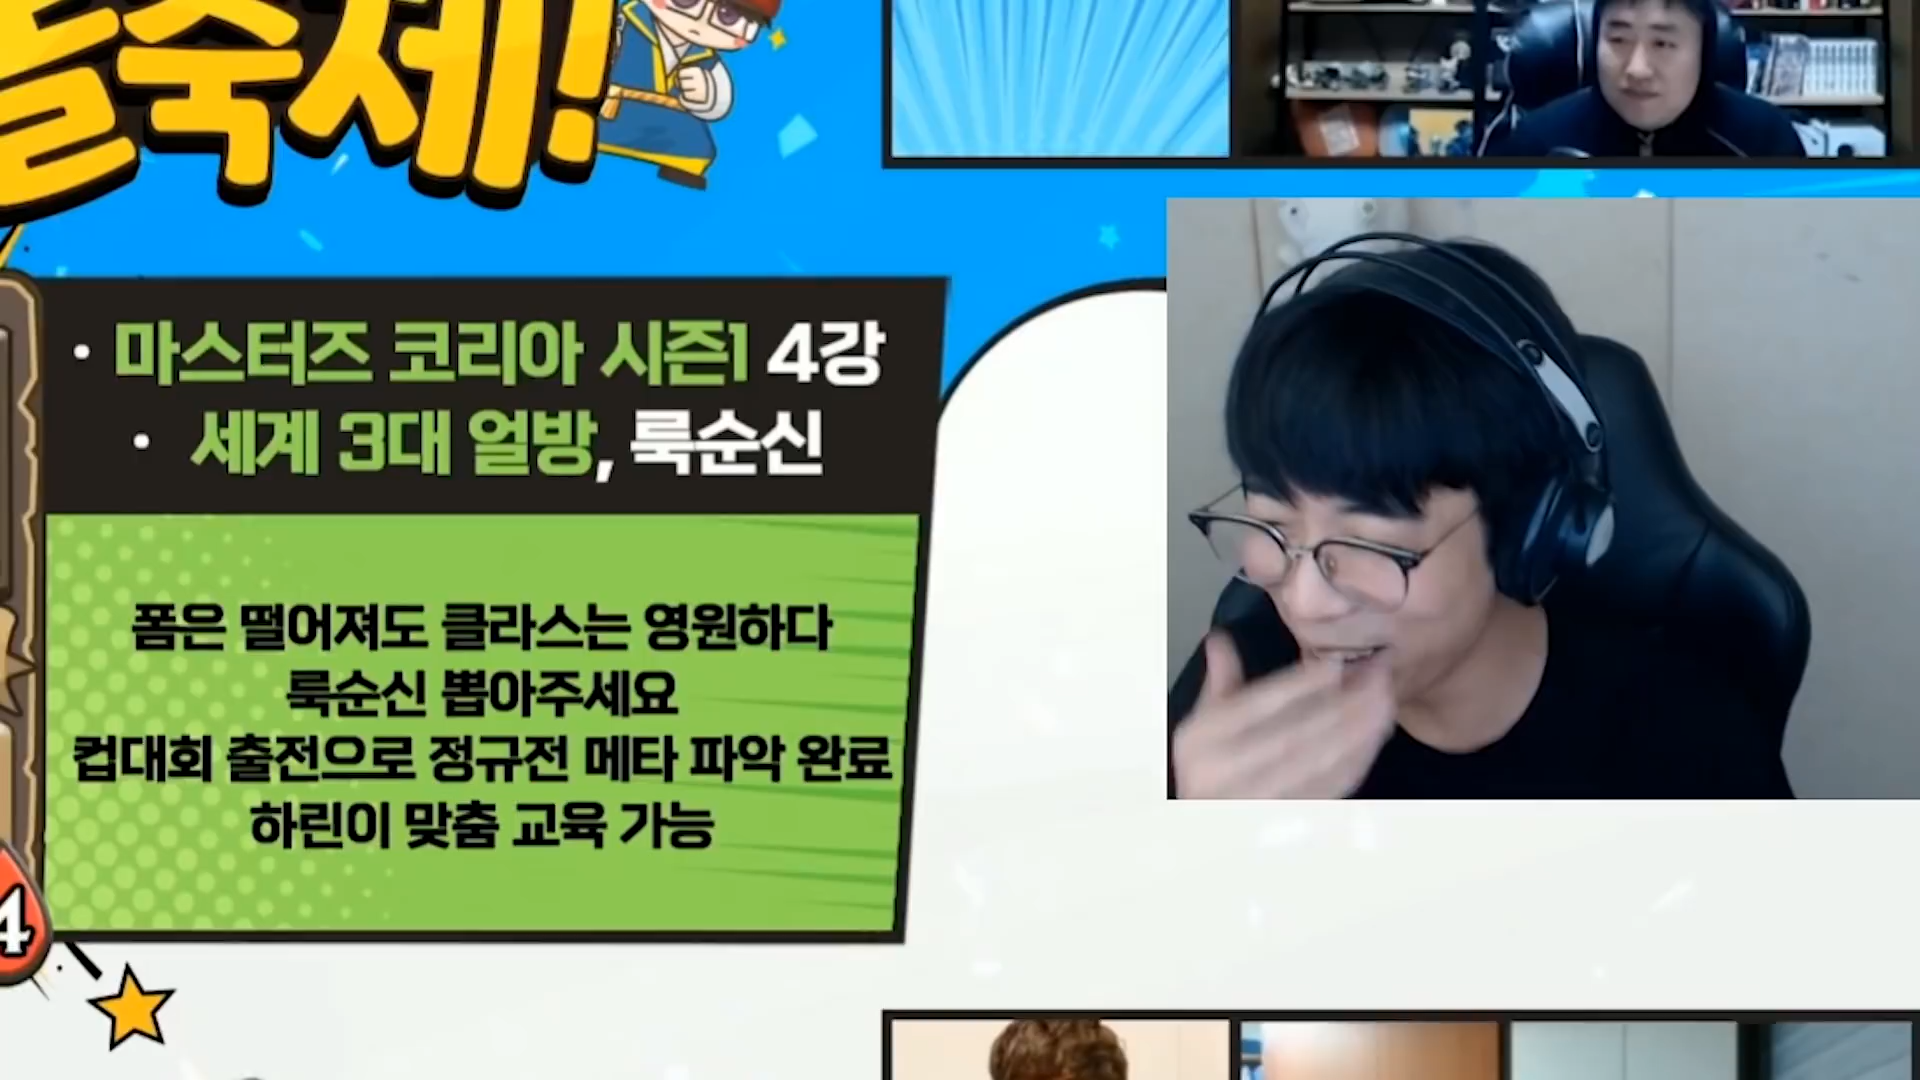 돌숙세!
· 마스터즈 코리아 시즌1 4강
· 세계 3대 얼방, 룩순신
폼은 떨어져도 클라스는 영원하다
룩순신 뽑아주세요
컵대회 출전으로 정규전 메타 파악 완료
하린이 맞춤 교육 가능
4